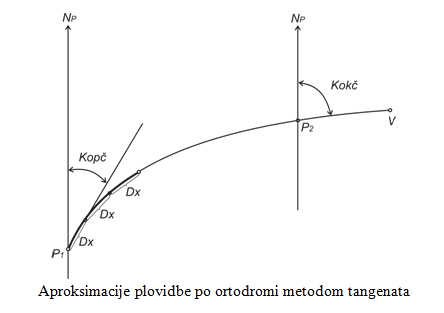 NP
NP
Kokč
V
P2
Kopč
Dx
Dx
P1
Dx
Aproksimacije plovidbe po ortodromi metodom tangenata